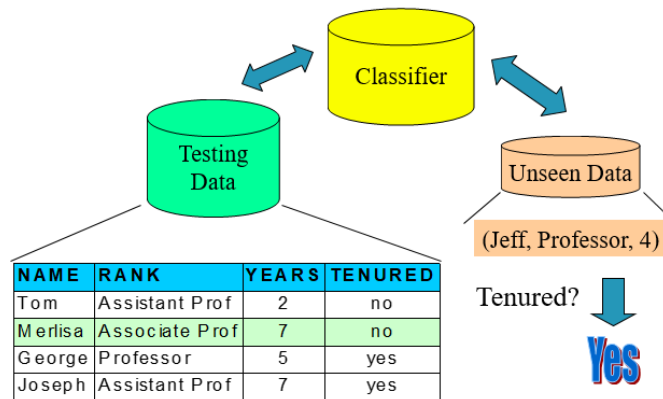 Classifier
Testing
Data
Unseen Data
(Jeff, Professor, 4)
NAME RANK YEARS TENURED
Tom Assistant Prof 2 no
Merlisa Associate Prof 7 no
George Professor 5 yes
Joseph Assistant Prof 7 yes
Tenured?
Yes